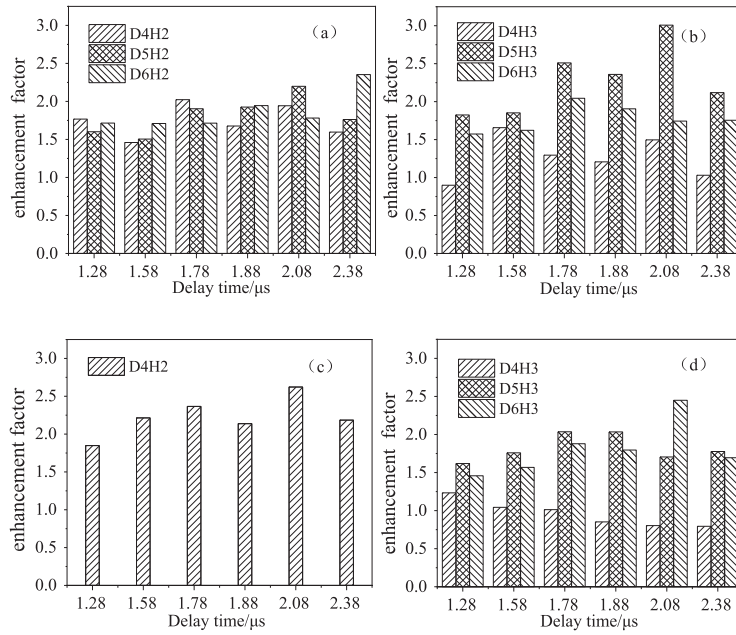 enhancement factor
3.0
2.5
2.0
1.5
1.0
0.5
0.0
D4H2
D5H2
D6H2
（a）
1.28 1.58 1.78 1.88 2.08 2.38
Delay time/μs
enhancement factor
3.0
2.5
2.0
1.5
1.0
0.5
0.0
D4H3
D5H3
D6H3
（b）
1.28 1.58 1.78 1.88 2.08 2.38
Delay time/μs
enhancement factor
3.0
2.5
2.0
1.5
1.0
0.5
0.0
D4H2
（c）
1.28 1.58 1.78 1.88 2.08 2.38
Delay time/μs
enhancement factor
3.0
2.5
2.0
1.5
1.0
0.5
0.0
D4H3
D5H3
D6H3
（d）
1.28 1.58 1.78 1.88 2.08 2.38
Delay time/μs